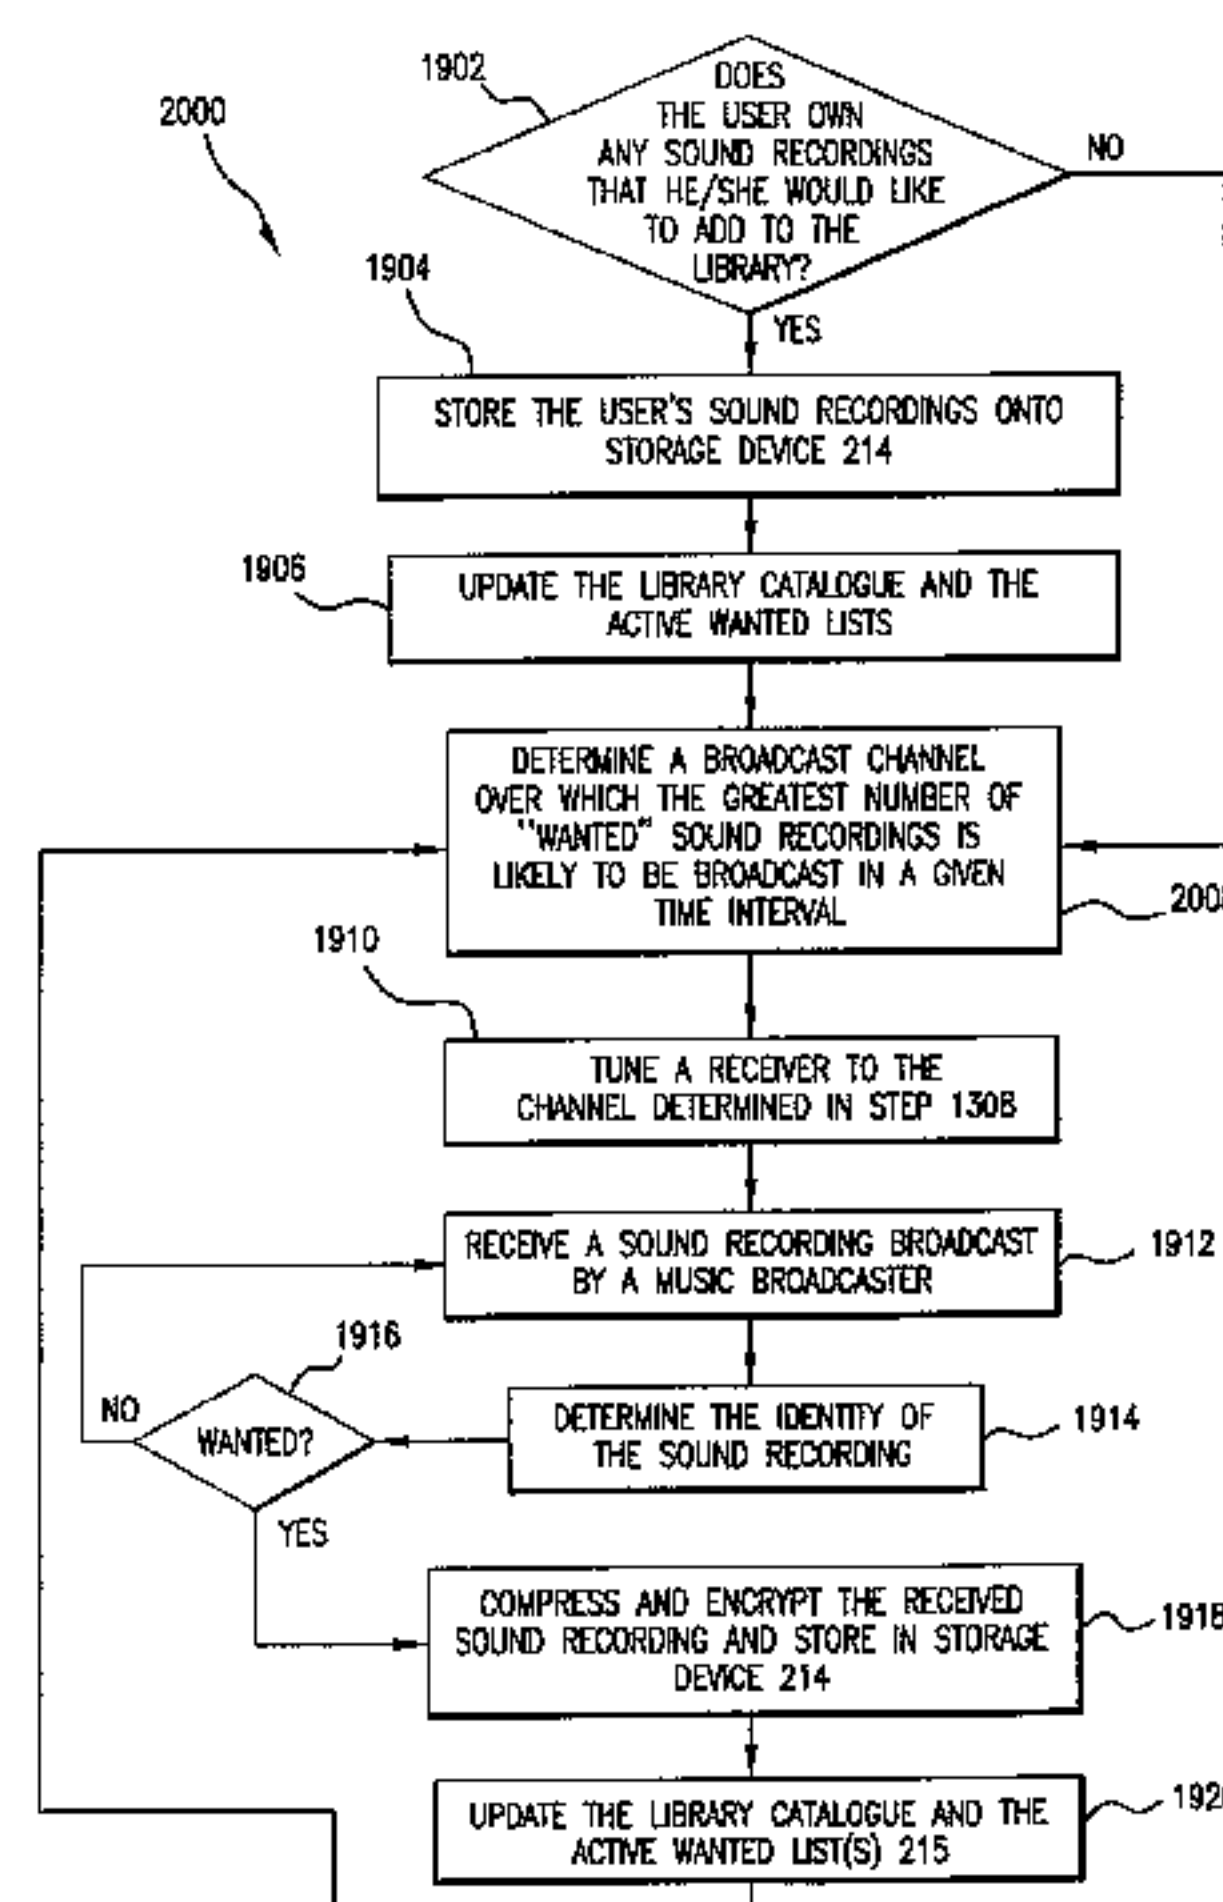 2000
1902
DOES
THE USER OWN
ANY SOUND RECORDINGS
THAT HE/SHE WOULD LIKE
TO ADD TO THE
LIBRARY?
NO
YES
1904
STORE THE USER'S SOUND RECORDINGS ONTO
STORAGE DEVICE 214
1906
UPDATE THE LIBRARY CATALOGUE AND THE
ACTIVE WANTED LISTS
DETERMINE A BROADCAST CHANNEL
OVER WHICH THE GREATEST NUMBER OF
"WANTED" SOUND RECORDINGS IS
LIKELY TO BE BROADCAST IN A GIVEN
TIME INTERVAL
1910
TUNE A RECEIVER TO THE
CHANNEL DETERMINED IN STEP 1308
RECEIVE A SOUND RECORDING BROADCAST
BY A MUSIC BROADCASTER
1912
DETERMINE THE IDENTITY OF
THE SOUND RECORDING
1914
1916
WANTED?
NO
YES
COMPRESS AND ENCRYPT THE RECEIVED
SOUND RECORDING AND STORE IN STORAGE
DEVICE 214
UPDATE THE LIBRARY CATALOGUE AND THE
ACTIVE WANTED LIST(S) 215